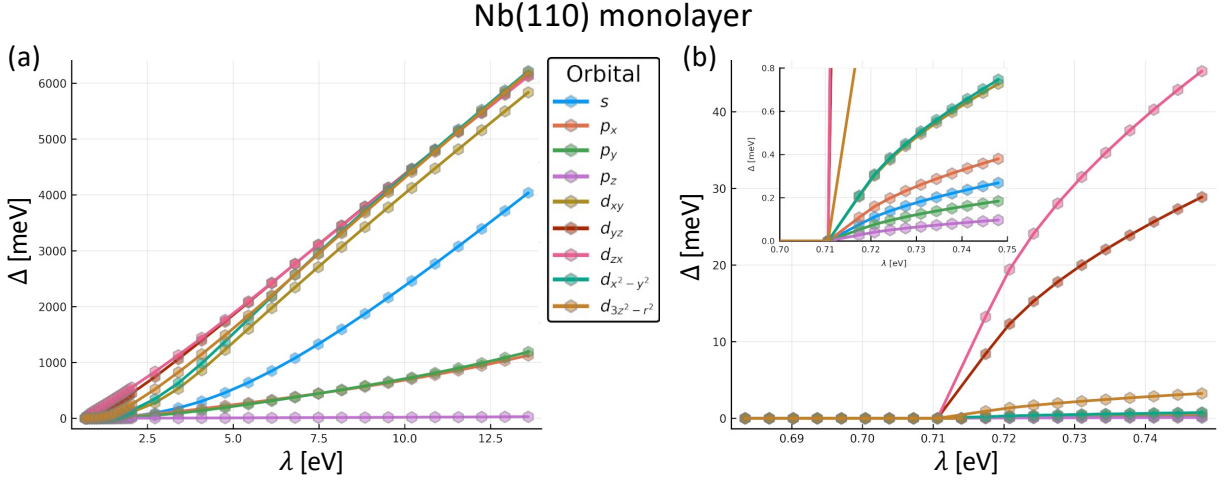 Nb(110) monolayer
(a)
Δ [meV]
6000
5000
4000
3000
2000
1000
0
2.5
5.0
7.5
10.0
12.5
λ [eV]
Orbital
s
pₓ
p_y
p_z
d_xy
d_yz
d_zx
d_x²−y²
d_3z²−r²
(b)
Δ [meV]
40
30
20
10
0
0.69
0.70
0.71
0.72
0.73
0.74
λ [eV]
Δ [meV]
0.8
0.6
0.4
0.2
0.0
0.70
0.71
0.72
0.73
0.74
0.75
λ [eV]